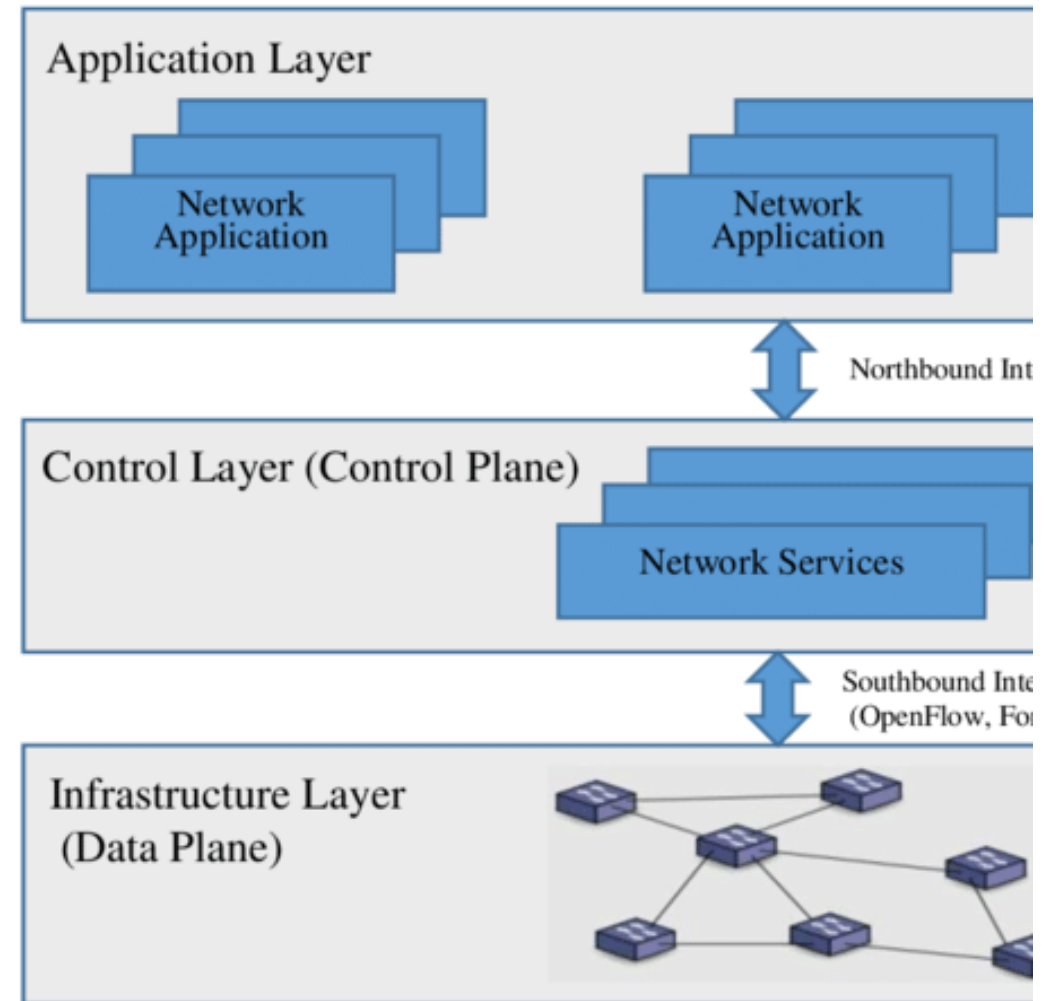 Application Layer
Network
Application
Network
Application
Northbound Int
Control Layer (Control Plane)
Network Services
Southbound Inte
(OpenFlow, For
Infrastructure Layer
(Data Plane)